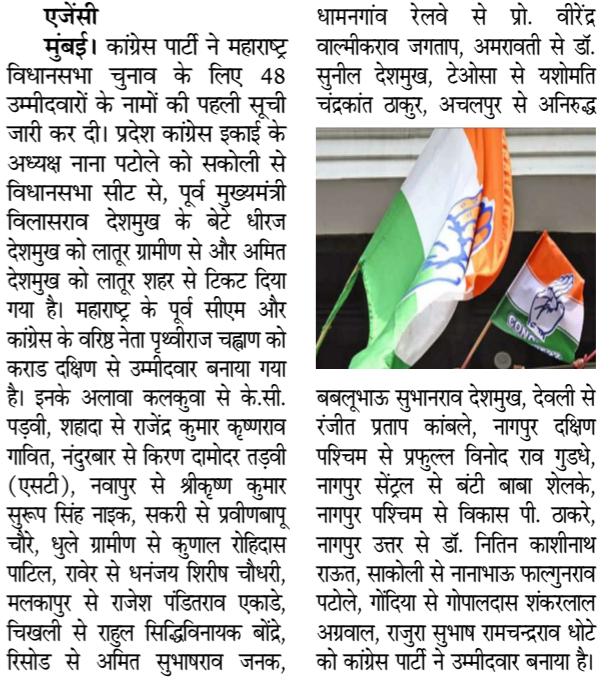 एजेंसी
मुंबई। कांग्रेस पार्टी ने महाराष्ट्र
विधानसभा चुनाव के लिए 48
उम्मीदवारों के नामों की पहली सूची
जारी कर दी। प्रदेश कांग्रेस इकाई के
अध्यक्ष नाना पटोले को सकोली से
विधानसभा सीट से, पूर्व मुख्यमंत्री
विलासराव देशमुख के बेटे धीरज
देशमुख को लातूर ग्रामीण से और अमित
देशमुख को लातूर शहर से टिकट दिया
गया है। महाराष्ट्र के पूर्व सीएम और
कांग्रेस के वरिष्ठ नेता पृथ्वीराज चह्वाण को
कराड दक्षिण से उम्मीदवार बनाया गया
है। इनके अलावा कलकुवा से के.सी.
पड़वी, शहादा से राजेंद्र कुमार कृष्णराव
गावित, नंदुरबार से किरण दामोदर तड़वी
(एसटी), नवापुर से श्रीकृष्ण कुमार
सुरूप सिंह नाइक, सकरी से प्रवीणबापू
चौरे, धुले ग्रामीण से कुणाल रोहिदास
पाटिल, रावेर से धनंजय शिरीष चौधरी,
मलकापुर से राजेश पंडितराव एकाडे,
चिखली से राहुल सिद्धिविनायक बोंद्रे,
रिसोड से अमित सुभाषराव जनक,
धामनगांव रेलवे से प्रो. वीरेंद्र
वाल्मीकराव जगताप, अमरावती से डॉ.
सुनील देशमुख, टेओसा से यशोमति
चंद्रकांत ठाकुर, अचलपुर से अनिरुद्ध
CONGRESS
बबलूभाऊ सुभानराव देशमुख, देवली से
रंजीत प्रताप कांबले, नागपुर दक्षिण
पश्चिम से प्रफुल्ल विनोद राव गुडधे,
नागपुर सेंट्रल से बंटी बाबा शेलके,
नागपुर पश्चिम से विकास पी. ठाकरे,
नागपुर उत्तर से डॉ. नितिन काशीनाथ
राऊत, साकोली से नानाभाऊ फाल्गुनराव
पटोले, गोंदिया से गोपालदास शंकरलाल
अग्रवाल, राजुरा सुभाष रामचन्द्रराव धोटे
को कांग्रेस पार्टी ने उम्मीदवार बनाया है।